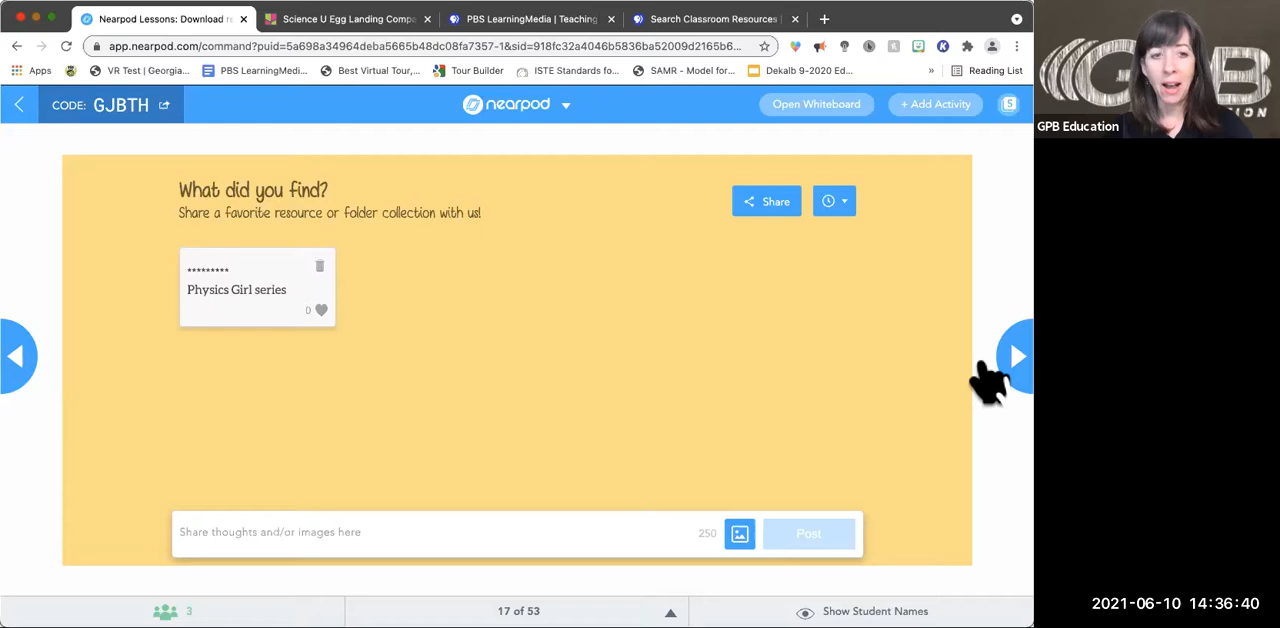 Nearpod Lessons: Download re
Science U Egg Landing Compa
PBS LearningMedia | Teaching
Search Classroom Resources |
app.nearpod.com/command?puid=5a698a34964deba5665b48dc08fa7357-1&sid=918fc32a4046b5836ba52009d2165b6...
Apps
VR Test | Georgia...
PBS LearningMedi...
Best Virtual Tour,...
Tour Builder
ISTE Standards fo...
SAMR - Model for...
Dekalb 9-2020 Ed...
»
Reading List
CODE: GJBTH
nearpod
Open Whiteboard
+ Add Activity
S
GPB
GPB Education
What did you find?
Share a favorite resource or folder collection with us!
Share
*********
Physics Girl series
0
Share thoughts and/or images here
250
Post
3
17 of 53
Show Student Names
2021-06-10 14:36:40